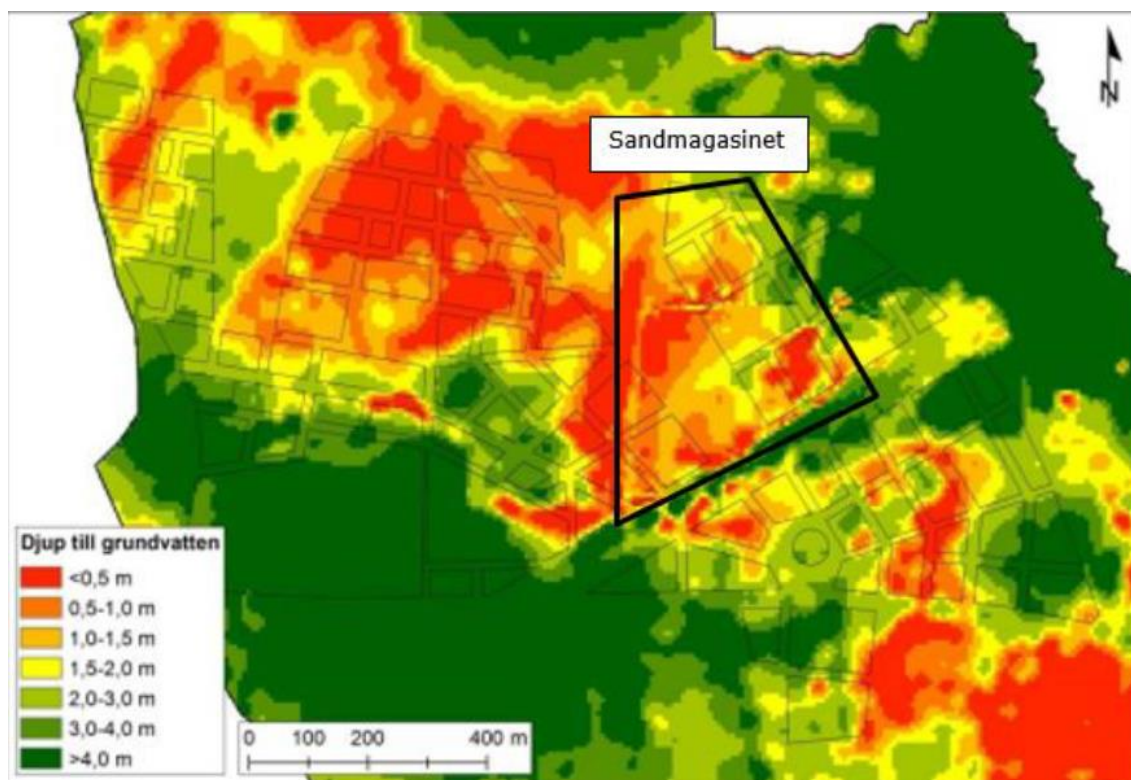 N
Sandmagasinet
Djup till grundvatten
<0,5 m
0,5-1,0 m
1,0-1,5 m
1,5-2,0 m
2,0-3,0 m
3,0-4,0 m
>4,0 m
0 100 200 400 m